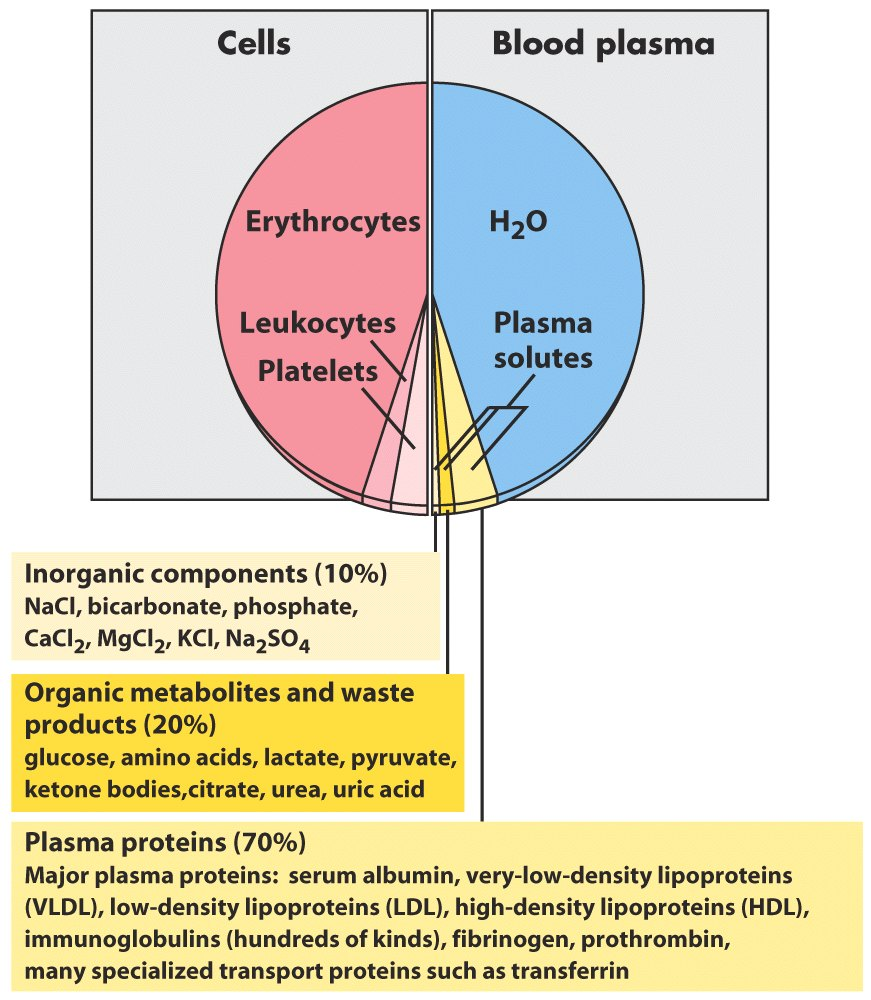 Cells
Blood plasma
Erythrocytes
H₂O
Leukocytes
Platelets
Plasma
solutes
Inorganic components (10%)
NaCl, bicarbonate, phosphate,
CaCl₂, MgCl₂, KCl, Na₂SO₄
Organic metabolites and waste
products (20%)
glucose, amino acids, lactate, pyruvate,
ketone bodies,citrate, urea, uric acid
Plasma proteins (70%)
Major plasma proteins: serum albumin, very-low-density lipoproteins
(VLDL), low-density lipoproteins (LDL), high-density lipoproteins (HDL),
immunoglobulins (hundreds of kinds), fibrinogen, prothrombin,
many specialized transport proteins such as transferrin